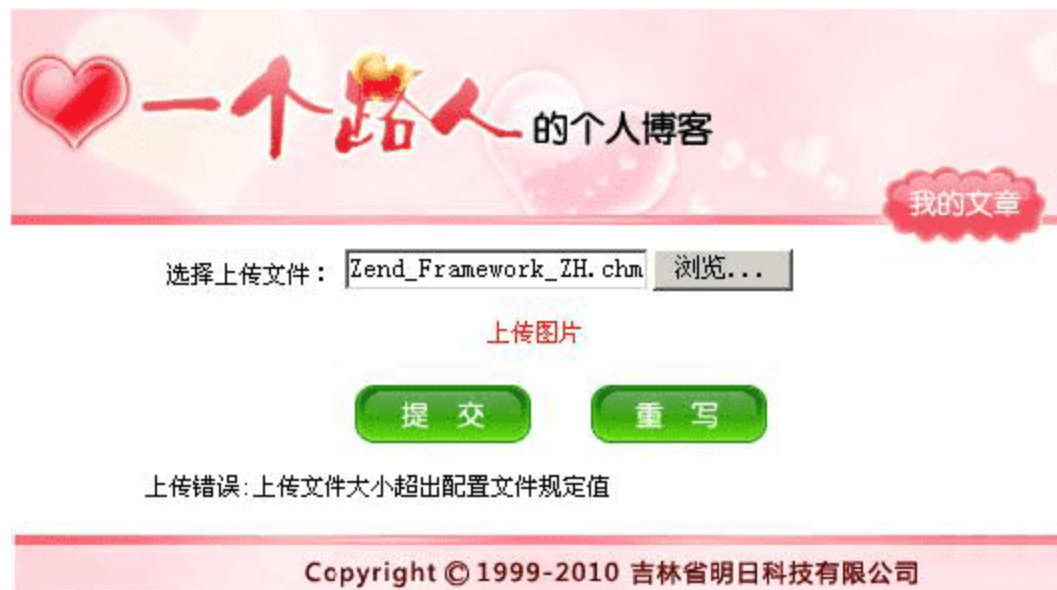 一个路人的个人博客
我的文章
选择上传文件： Zend_Framework_ZH.chm 浏览...
上传图片
提 交 重 写
上传错误:上传文件大小超出配置文件规定值
Copyright © 1999-2010 吉林省明日科技有限公司